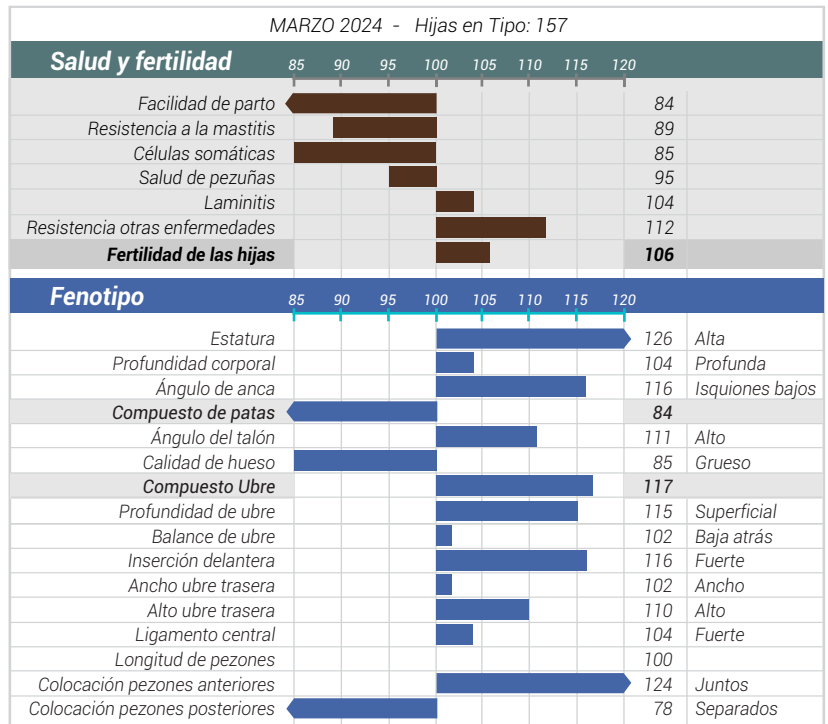 MARZO 2024 - Hijas en Tipo: 157
Salud y fertilidad 85 90 95 100 105 110 115 120
Facilidad de parto 84
Resistencia a la mastitis 89
Células somáticas 85
Salud de pezuñas 95
Laminitis 104
Resistencia otras enfermedades 112
Fertilidad de las hijas 106
Fenotipo 85 90 95 100 105 110 115 120
Estatura 126 Alta
Profundidad corporal 104 Profunda
Ángulo de anca 116 Isquiones bajos
Compuesto de patas 84
Ángulo del talón 111 Alto
Calidad de hueso 85 Grueso
Compuesto Ubre 117
Profundidad de ubre 115 Superficial
Balance de ubre 102 Baja atrás
Inserción delantera 116 Fuerte
Ancho ubre trasera 102 Ancho
Alto ubre trasera 110 Alto
Ligamento central 104 Fuerte
Longitud de pezones 100
Colocación pezones anteriores 124 Juntos
Colocación pezones posteriores 78 Separados